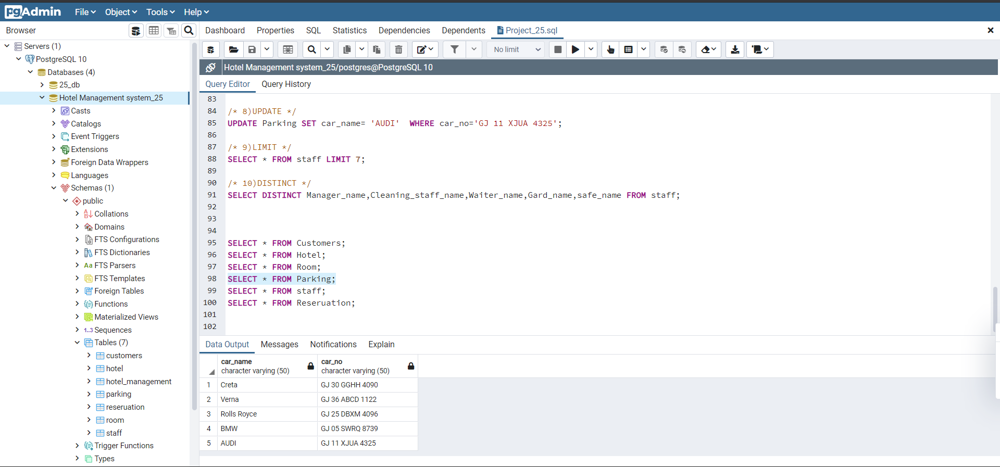 pgAdmin File Object Tools Help
Browser
Dashboard Properties SQL Statistics Dependencies Dependents Project_25.sql
No limit
Hotel Management system_25/postgres@PostgreSQL 10
Query Editor Query History
Servers (1)
PostgreSQL 10
Databases (4)
25_db
Hotel Management system_25
Casts
Catalogs
Event Triggers
Extensions
Foreign Data Wrappers
Languages
Schemas (1)
public
Collations
Domains
FTS Configurations
FTS Dictionaries
Aa FTS Parsers
FTS Templates
Foreign Tables
Functions
Materialized Views
1..3 Sequences
Tables (7)
customers
hotel
hotel_management
parking
reseruation
room
staff
Trigger Functions
Types
83
84 /* 8)UPDATE */
85 UPDATE Parking SET car_name= 'AUDI'  WHERE car_no='GJ 11 XJUA 4325';
86
87 /* 9)LIMIT */
88 SELECT * FROM staff LIMIT 7;
89
90 /* 10)DISTINCT */
91 SELECT DISTINCT Manager_name,Cleaning_staff_name,Waiter_name,Gard_name,safe_name FROM staff;
92
93
94
95 SELECT * FROM Customers;
96 SELECT * FROM Hotel;
97 SELECT * FROM Room;
98 SELECT * FROM Parking;
99 SELECT * FROM staff;
100 SELECT * FROM Reseruation;
101
102
Data Output Messages Notifications Explain
car_name car_no
character varying (50) character varying (50)
1 Creta GJ 30 GGHH 4090
2 Verna GJ 36 ABCD 1122
3 Rolls Royce GJ 25 DBXM 4096
4 BMW GJ 05 SWRQ 8739
5 AUDI GJ 11 XJUA 4325